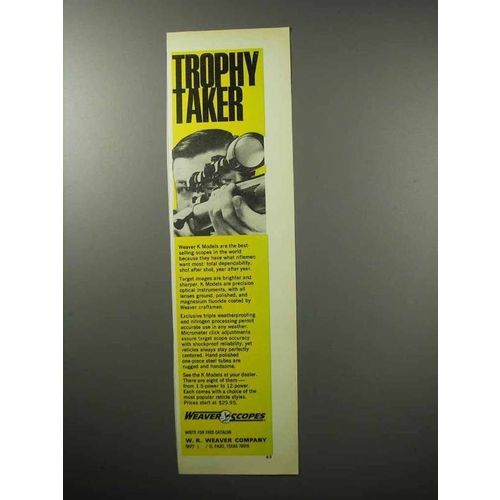 TROPHY
TAKER
Weaver K Models are the best-
selling scopes in the world
because they have what riflemen
want most: total dependability,
shot after shot, year after year.
Target images are brighter and
sharper. K Models are precision
optical instruments, with all
lenses ground, polished, and
magnesium fluoride coated by
Weaver craftsmen.
Exclusive triple weatherproofing
and nitrogen processing permit
accurate use in any weather.
Micrometer click adjustments
assure target scope accuracy
with shockproof reliability, yet
reticles always stay perfectly
centered. Hand polished
one-piece steel tubes are
rugged and handsome.
See the K Models at your dealer.
There are eight of them—
from 1.5-power to 12-power.
Each comes with a choice of the
most popular reticle styles.
Prices start at $29.95.
WEAVER SCOPES
WRITE FOR FREE CATALOG
W. R. WEAVER COMPANY
DEPT. / EL PASO, TEXAS